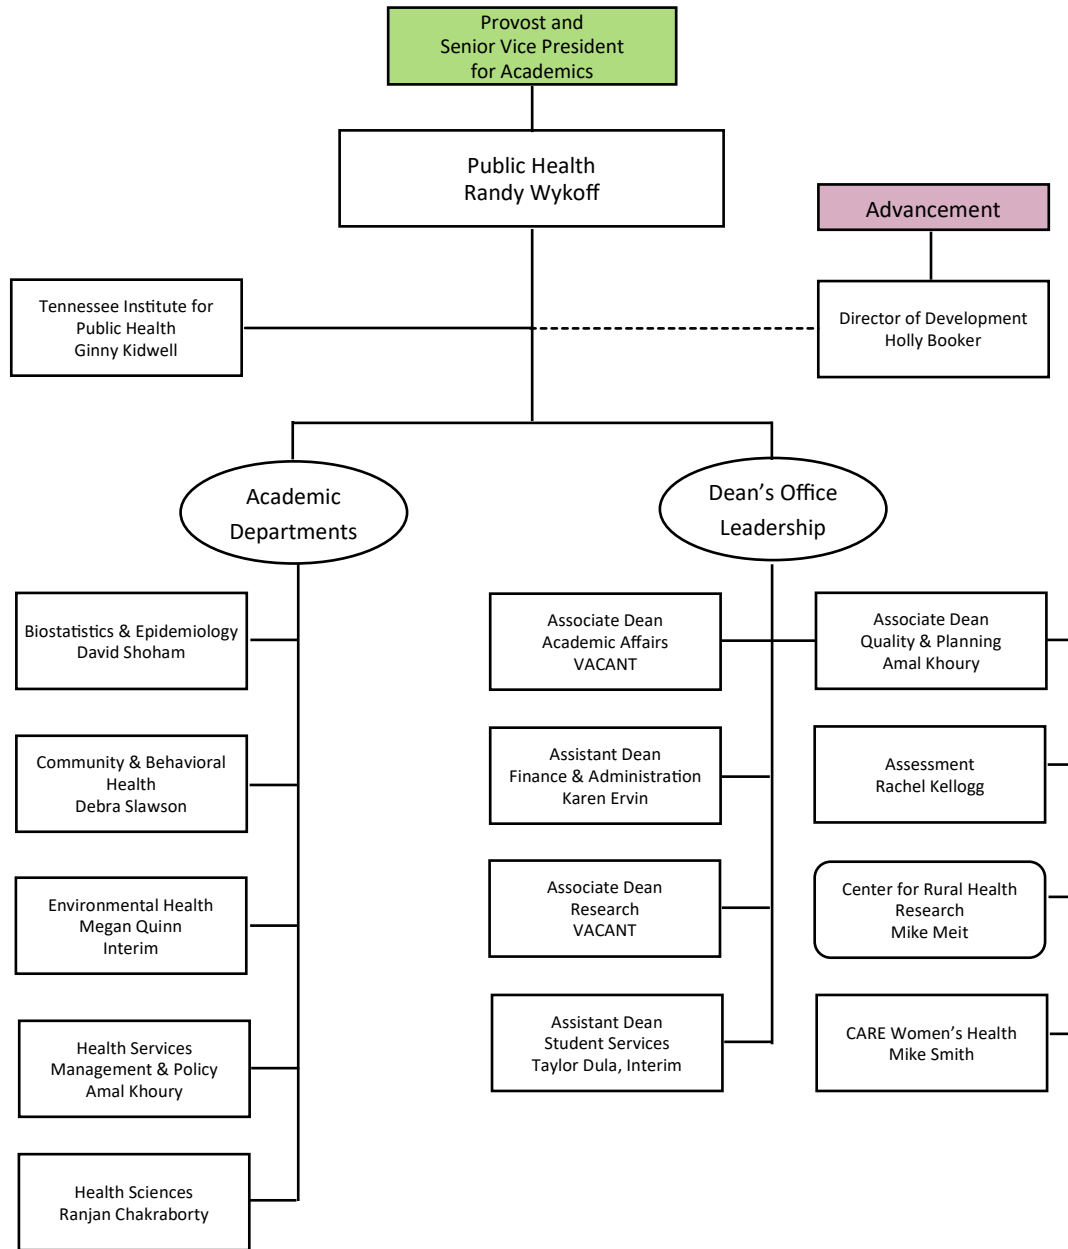 Provost and
Senior Vice President
for Academics
Public Health
Randy Wykoff
Advancement
Tennessee Institute for
Public Health
Ginny Kidwell
Director of Development
Holly Booker
Academic
Departments
Dean’s Office
Leadership
Biostatistics & Epidemiology
David Shoham
Community & Behavioral
Health
Debra Slawson
Environmental Health
Megan Quinn
Interim
Health Services
Management & Policy
Amal Khoury
Health Sciences
Ranjan Chakraborty
Associate Dean
Academic Affairs
VACANT
Assistant Dean
Finance & Administration
Karen Ervin
Associate Dean
Research
VACANT
Assistant Dean
Student Services
Taylor Dula, Interim
Associate Dean
Quality & Planning
Amal Khoury
Assessment
Rachel Kellogg
Center for Rural Health
Research
Mike Meit
CARE Women’s Health
Mike Smith